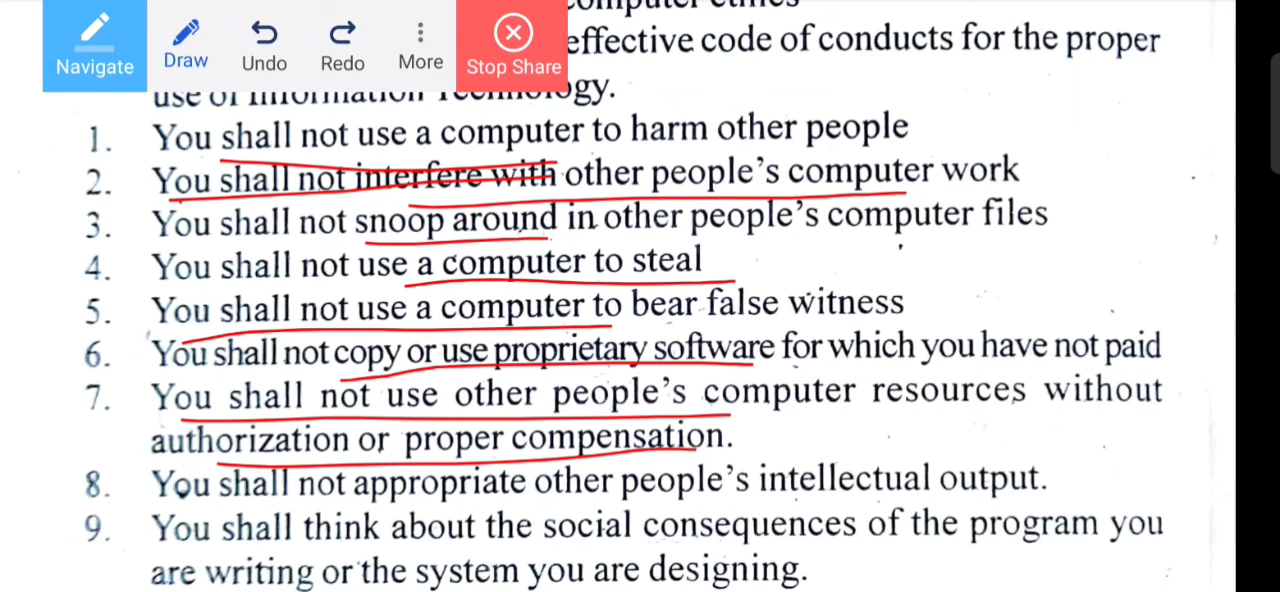 Navigate
Draw
Undo
Redo
More
Stop Share
computer ethics
effective code of conducts for the proper
use of Information Technology.
1. You shall not use a computer to harm other people
2. You shall not interfere with other people's computer work
3. You shall not snoop around in other people's computer files
4. You shall not use a computer to steal
5. You shall not use a computer to bear false witness
6. You shall not copy or use proprietary software for which you have not paid
7. You shall not use other people's computer resources without
authorization or proper compensation.
8. You shall not appropriate other people's intellectual output.
9. You shall think about the social consequences of the program you
are writing or the system you are designing.